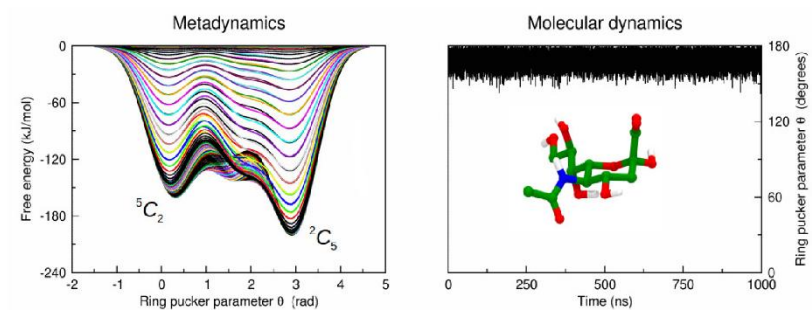 Metadynamics
Free energy (kJ/mol)
0
-60
-120
-180
-240
⁵C₂
²C₅
-2 -1 0 1 2 3 4 5
Ring pucker parameter θ (rad)
Molecular dynamics
180
120
60
0
Ring pucker parameter θ (degrees)
0 250 500 750 1000
Time (ns)